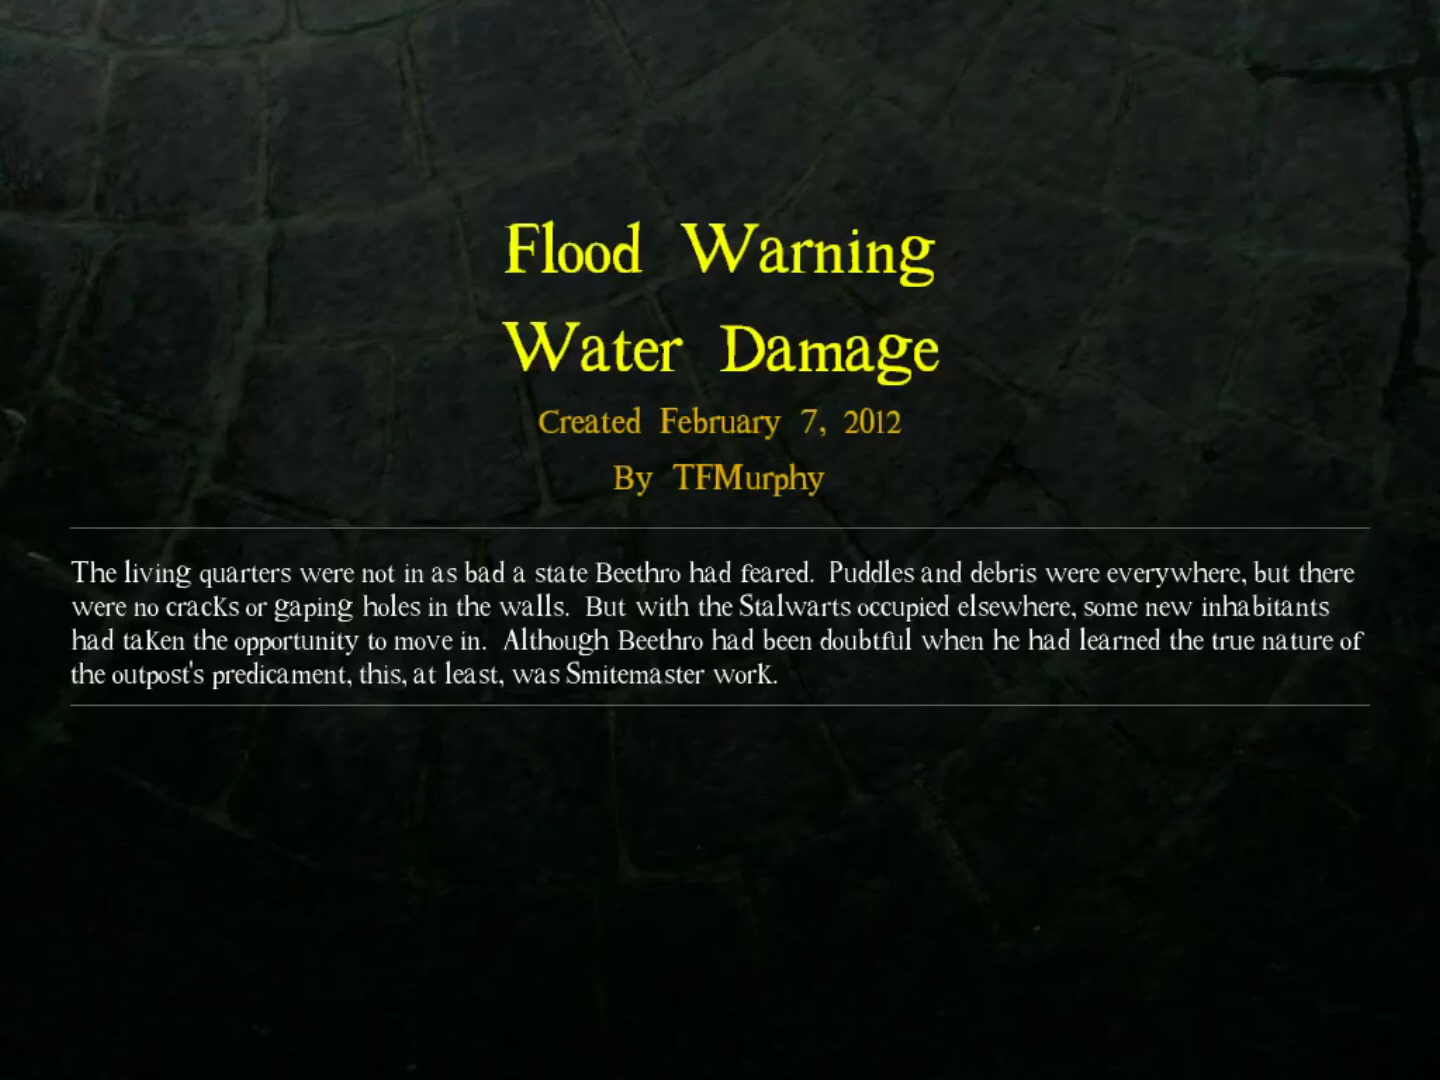 Flood Warning
Water Damage
Created February 7, 2012
By TFMurphy
The living quarters were not in as bad a state Beethro had feared. Puddles and debris were everywhere, but there
were no cracks or gaping holes in the walls. But with the Stalwarts occupied elsewhere, some new inhabitants
had taken the opportunity to move in. Although Beethro had been doubtful when he had learned the true nature of
the outpost's predicament, this, at least, was Smitemaster work.